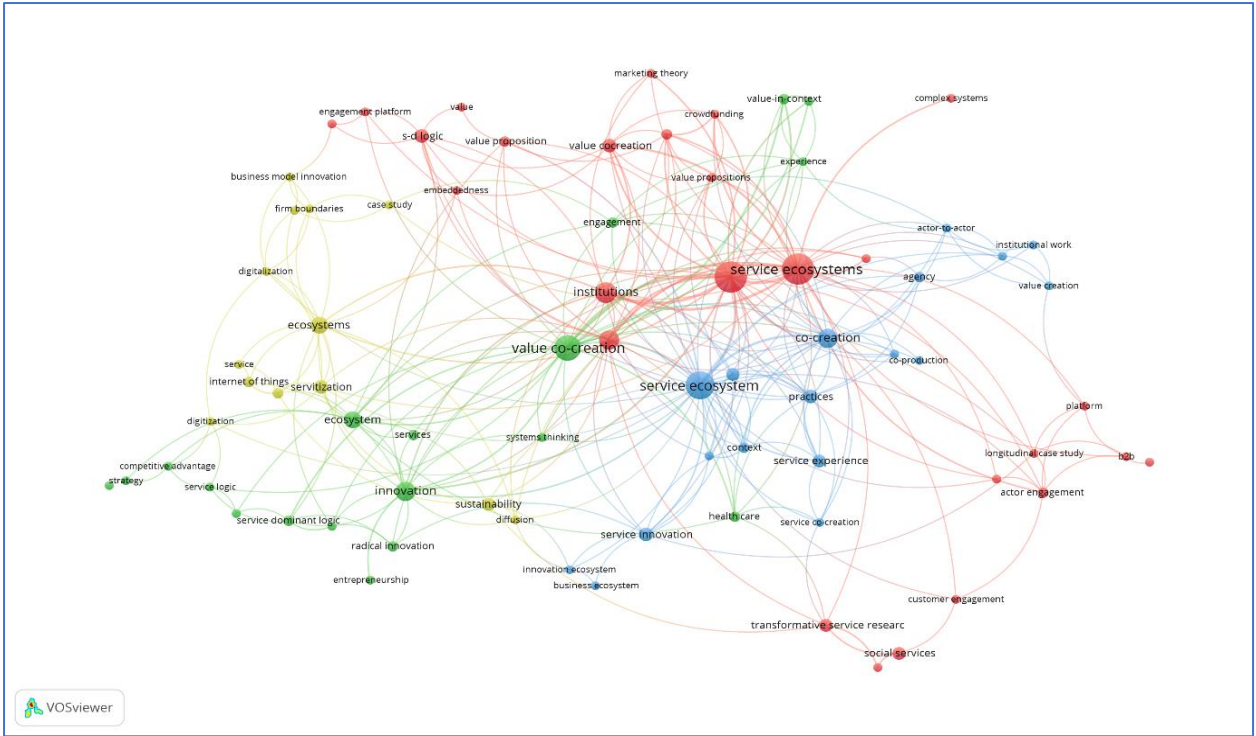 marketing theory
value-in-context
complex systems
engagement platform
value
crowdfunding
s-d logic
value proposition
value cocreation
experience
business model innovation
embeddedness
value propositions
firm boundaries
case study
engagement
actor-to-actor
institutional work
digitalization
service ecosystems
agency
value creation
institutions
ecosystems
value co-creation
co-creation
service
co-production
internet of things
servitization
service ecosystem
practices
digitization
ecosystem
services
systems thinking
platform
context
longitudinal case study
b2b
competitive advantage
service experience
strategy
service logic
innovation
actor engagement
sustainability
service dominant logic
diffusion
health care
service co-creation
radical innovation
service innovation
entrepreneurship
innovation ecosystem
business ecosystem
customer engagement
transformative service researc
social services
VOSviewer